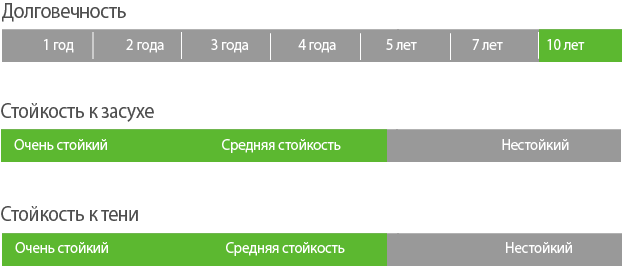 Долговечность
1 год 2 года 3 года 4 года 5 лет 7 лет 10 лет
Стойкость к засухе
Очень стойкий Средняя стойкость Нестойкий
Стойкость к тени
Очень стойкий Средняя стойкость Нестойкий